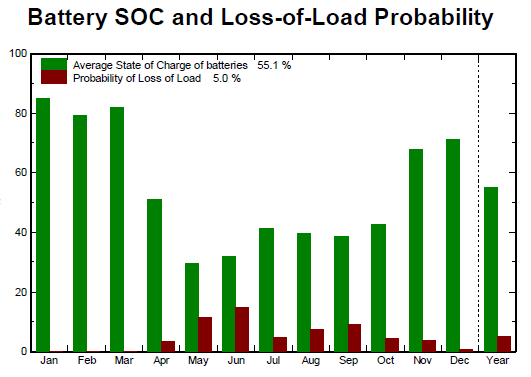 Battery SOC and Loss-of-Load Probability
100
Average State of Charge of batteries 55.1 %
Probability of Loss of Load 5.0 %
80
60
40
20
0
Jan Feb Mar Apr May Jun Jul Aug Sep Oct Nov Dec Year